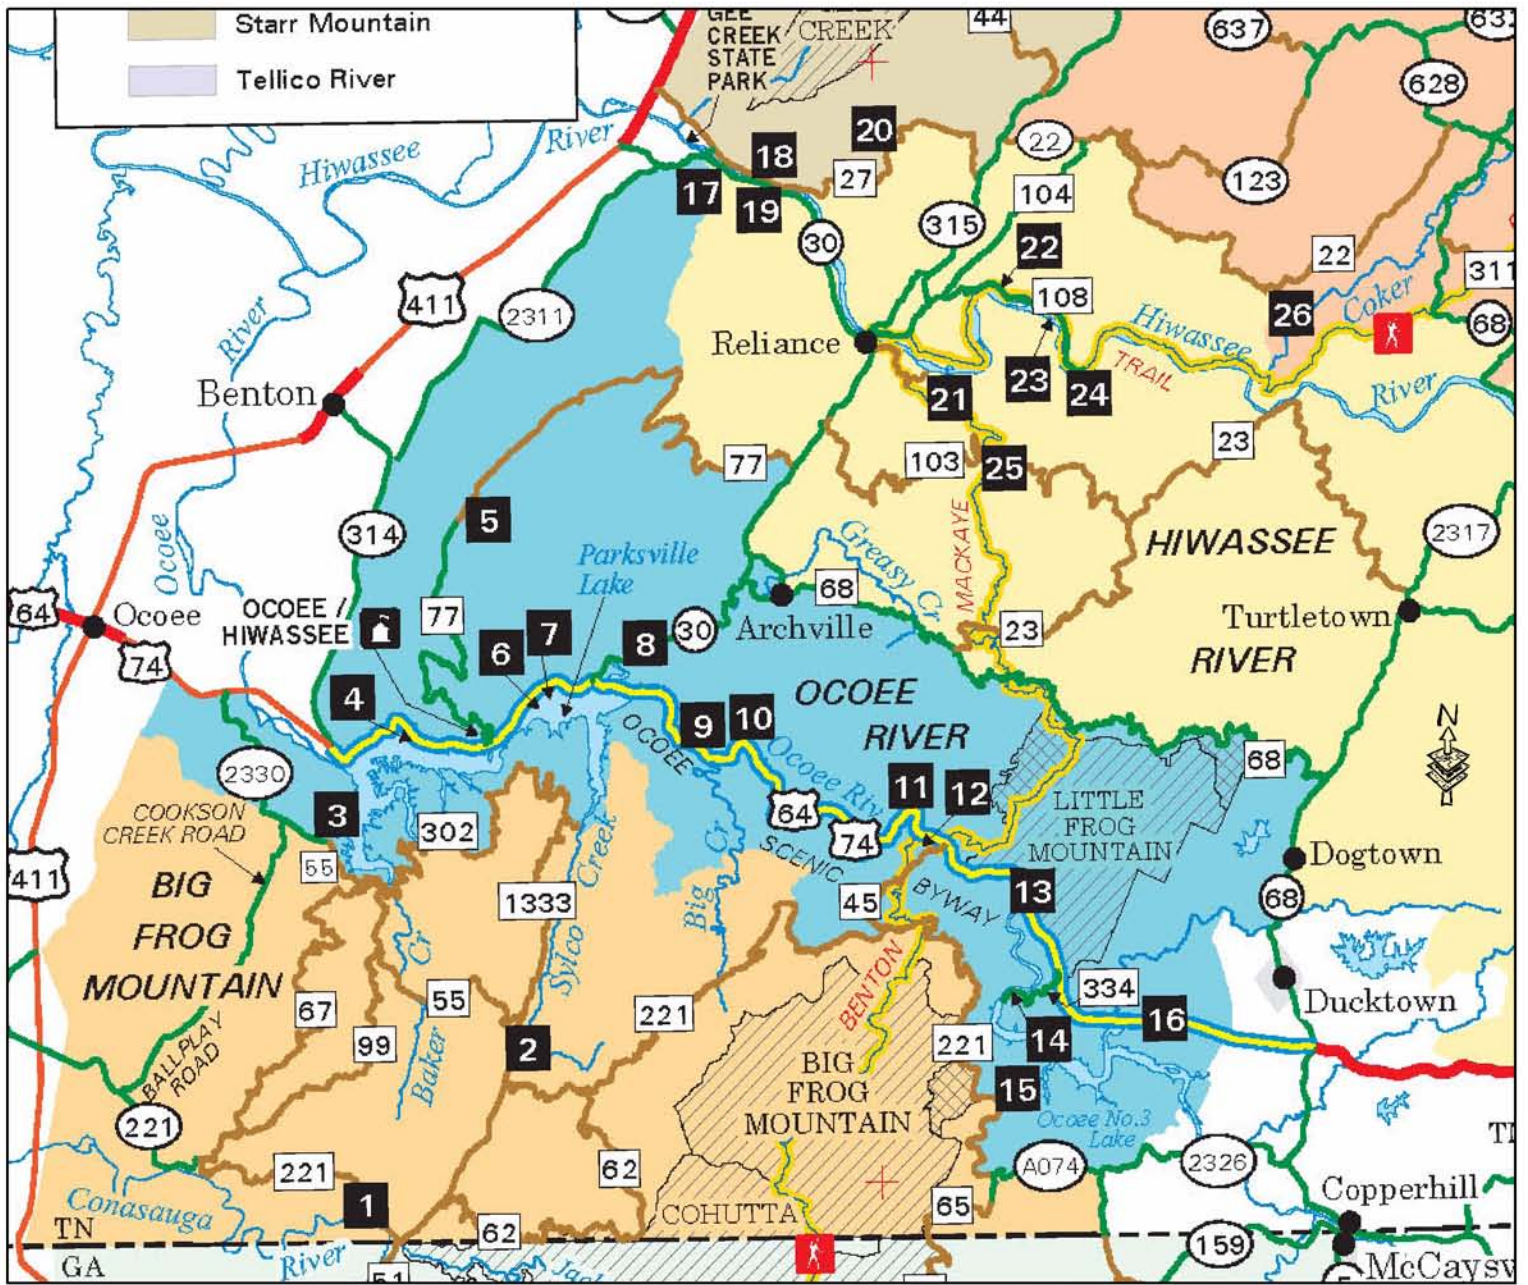 Starr Mountain
Tellico River
GEE
CREEK
STATE
PARK
CREEK
44
637
628
20
18
27
22
123
17
19
104
315
22
30
22
311
Hiwassee
River
411
2311
108
26
Coker
68
River
Reliance
Hiwassee
TRAIL
23
24
21
River
Benton
23
103
25
77
5
314
MACKAYE
HIWASSEE
RIVER
2317
Parksville
Lake
Greasy Cr
68
Ocoee
64
Ocoee
74
OCOEE /
HIWASSEE
77
7
6
8
30
Archville
23
Turtletown
4
OCOEE
RIVER
9
10
OCOEE
Ocoee
11
12
68
2330
COOKSON
CREEK ROAD
3
302
64
74
LITTLE
FROG
MOUNTAIN
Dogtown
411
55
BIG
FROG
MOUNTAIN
1333
Creek
Sylco
Big
Cr
SCENIC
BYWAY
45
13
68
Cr
Baker
BENTON
334
16
Ducktown
67
55
99
2
221
221
14
15
BALLPLAY
ROAD
BIG
FROG
MOUNTAIN
Ocoee No.3
Lake
221
221
62
A074
2326
Conasauga
River
1
62
COHUTTA
65
Copperhill
TN
GA
159